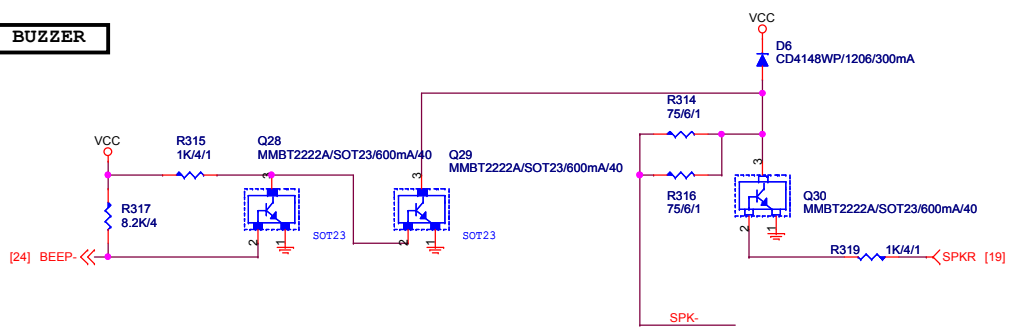 BUZZER
VCC
D6
CD4148WP/1206/300mA
R314
75/6/1
VCC
R315
1K/4/1
Q28
MMBT2222A/SOT23/600mA/40
Q29
MMBT2222A/SOT23/600mA/40
3
3
3
R316
75/6/1
Q30
MMBT2222A/SOT23/600mA/40
R317
8.2K/4
SOT23
SOT23
2
1
2
1
2
1
[24] BEEP-
R319
1K/4/1
SPKR [19]
SPK-